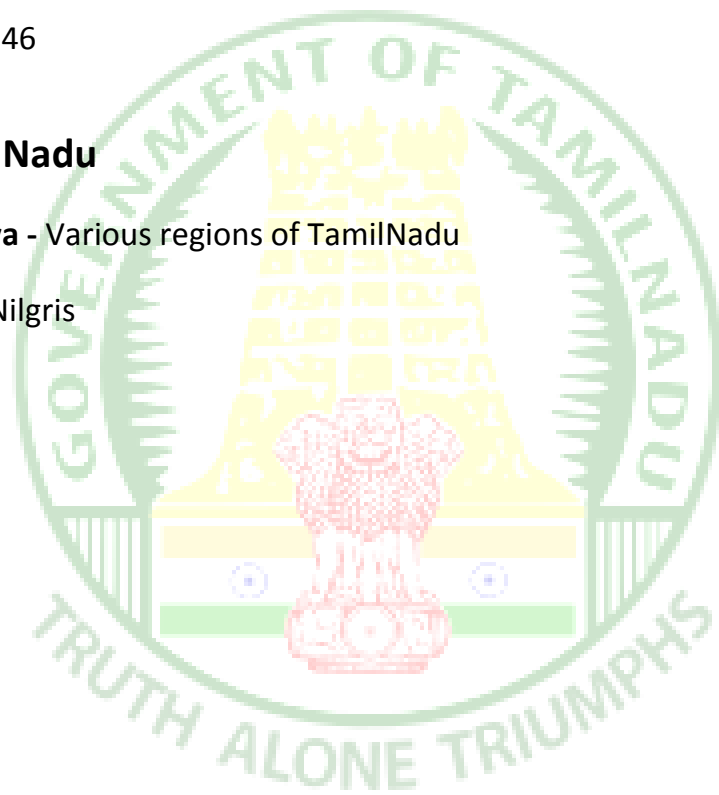 46
Nadu
a - Various regions of TamilNadu
Nilgris
GOVERNMENT OF TAMILNADU
TRUTH ALONE TRIUMPHS